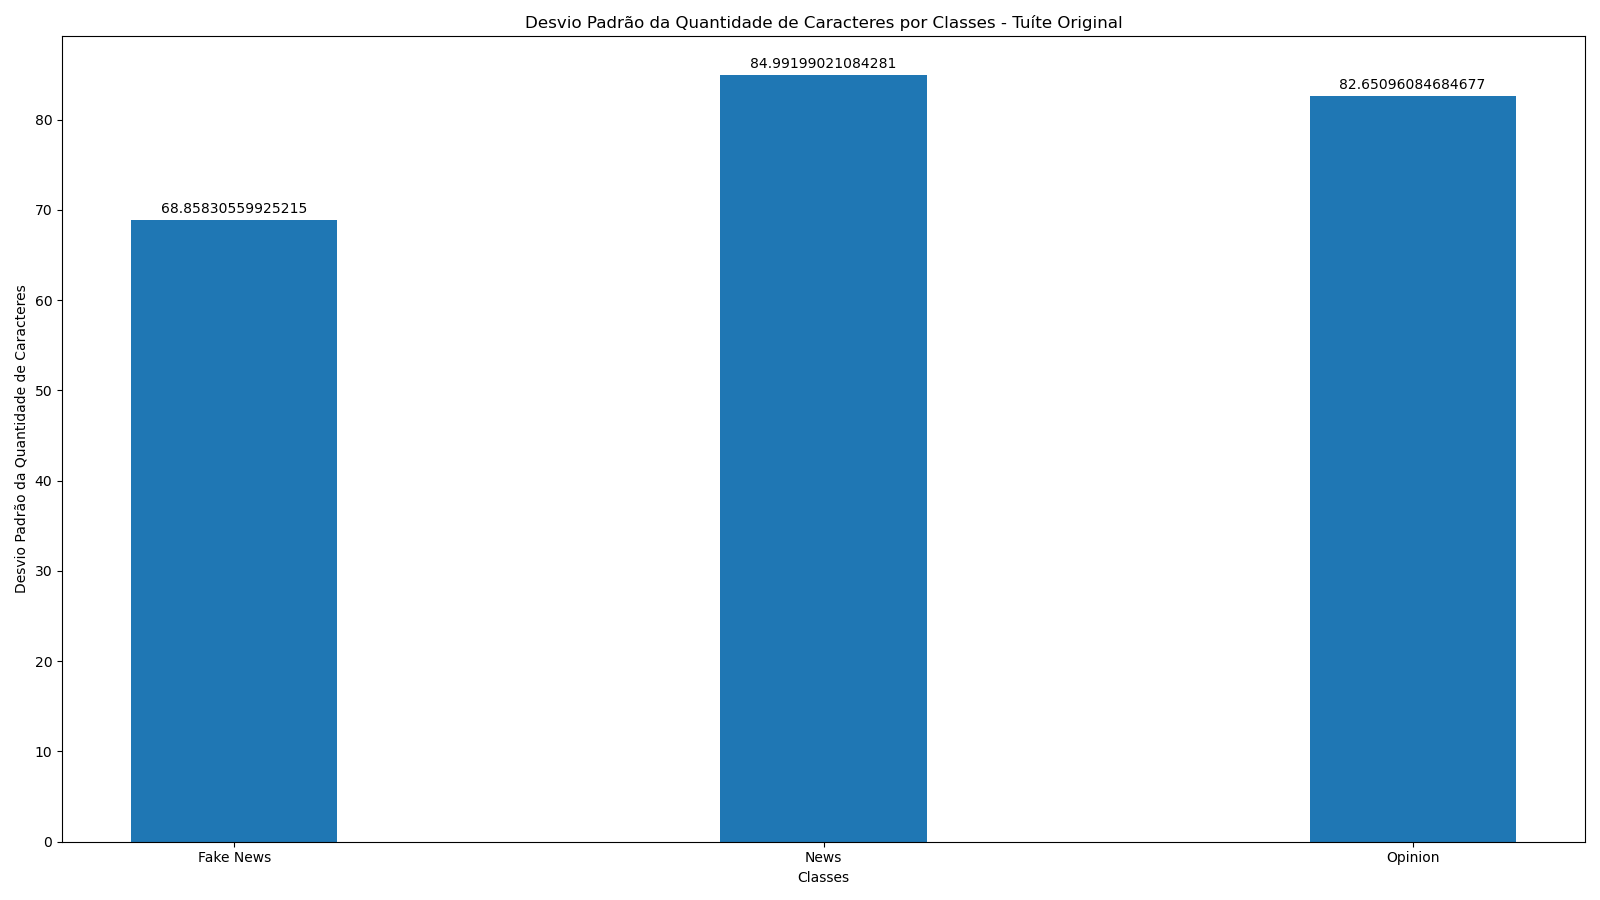 Desvio Padrão da Quantidade de Caracteres por Classes - Tuíte Original
84.99199021084281
82.65096084684677
68.85830559925215
Desvio Padrão da Quantidade de Caracteres
80
70
60
50
40
30
20
10
0
Fake News
News
Opinion
Classes